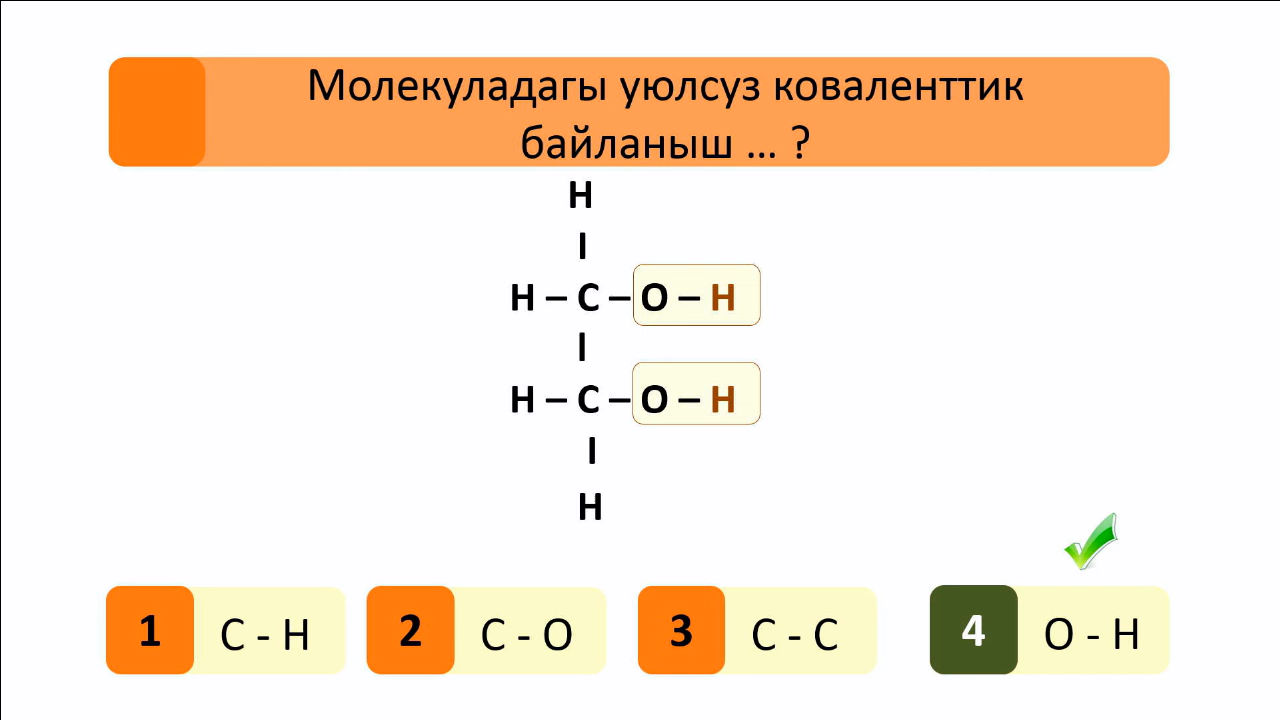 Молекуладагы уюлсуз коваленттик
байланыш ... ?
H
I
H – C – O – H
I
H – C – O – H
I
H
1 C - H 2 C - O 3 C - C 4 O - H